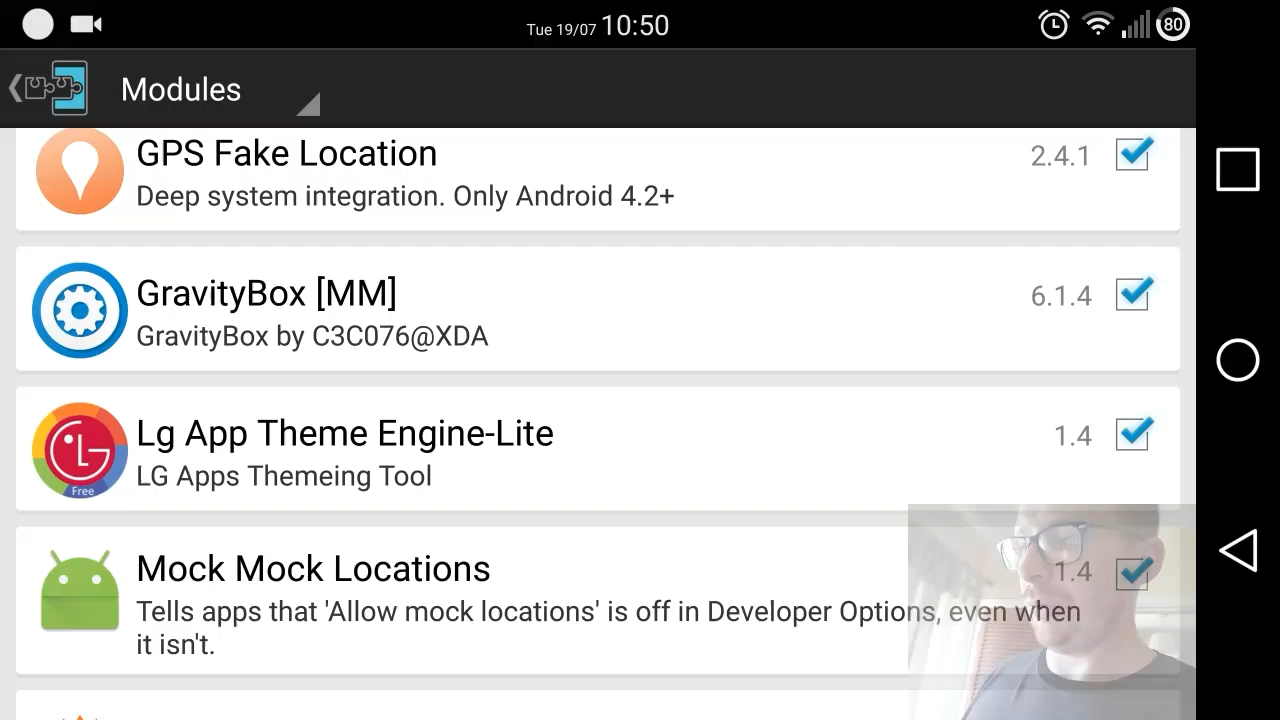 Tue 19/07 10:50
80
Modules
GPS Fake Location
2.4.1
Deep system integration. Only Android 4.2+
GravityBox [MM]
6.1.4
GravityBox by C3C076@XDA
Lg App Theme Engine-Lite
1.4
LG Apps Themeing Tool
LG
Free
Mock Mock Locations
1.4
Tells apps that 'Allow mock locations' is off in Developer Options, even when
it isn't.